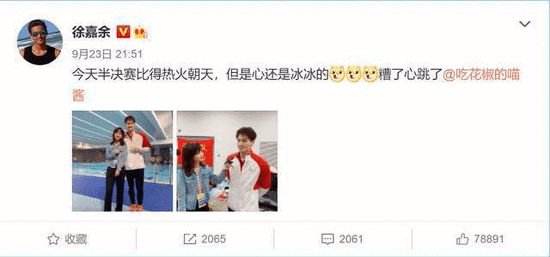 徐嘉余
9月23日 21:51
今天半决赛比得热火朝天，但是心还是冰冰的糟了心跳了@吃花椒的喵
酱
收藏
2065
2061
78891